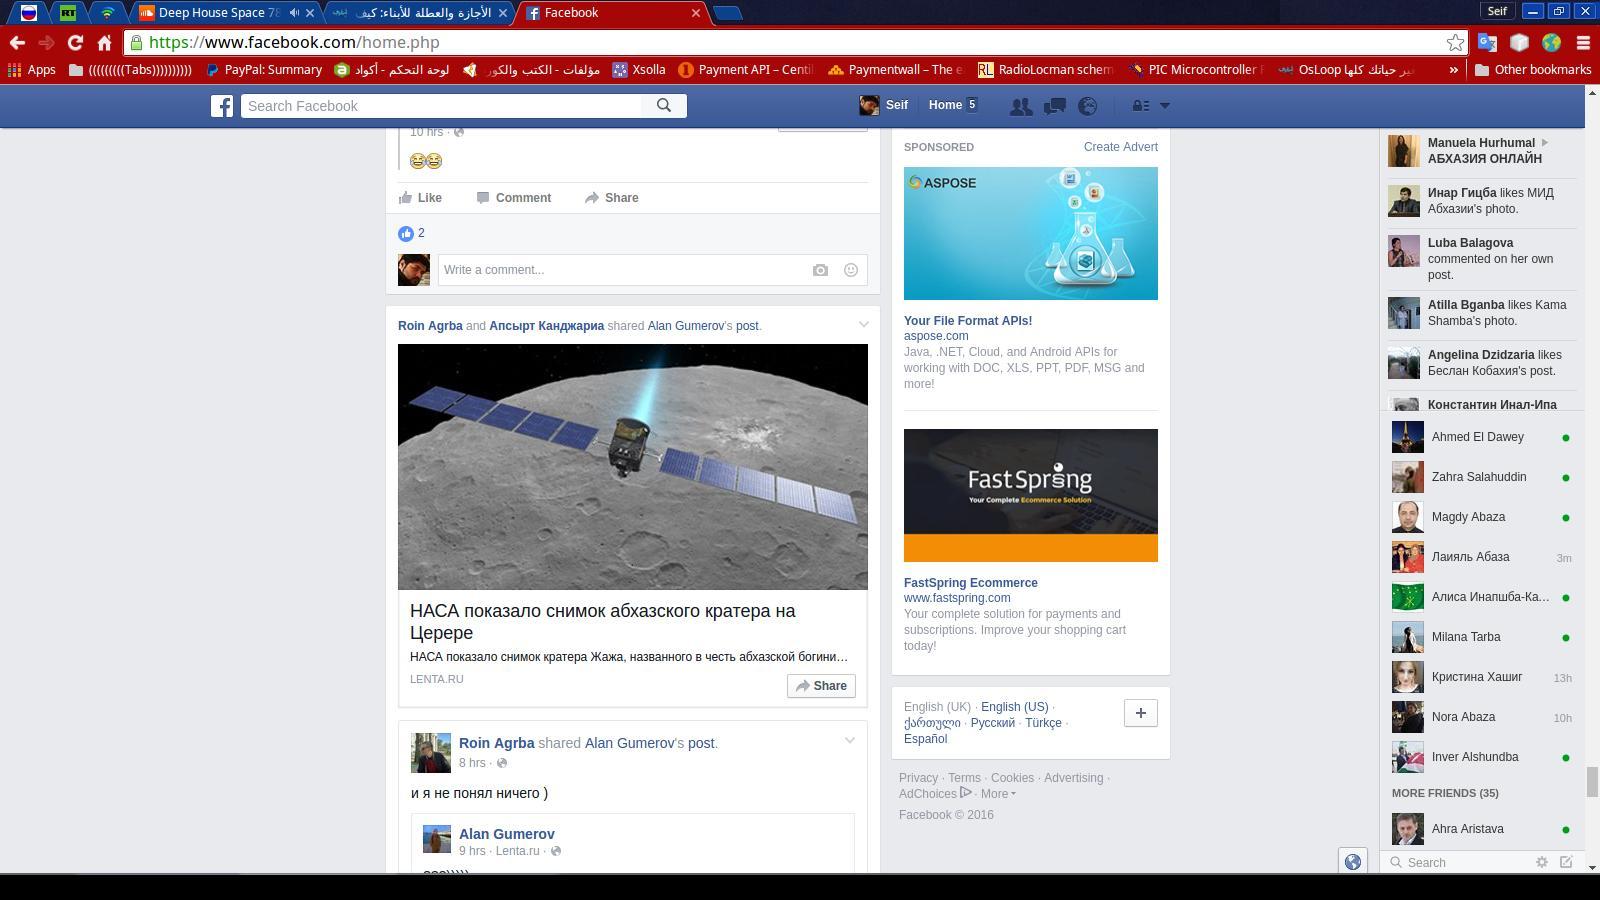 Deep House Space 78
الأجازة والعطلة للأبناء: كيف
Facebook
Seif
https://www.facebook.com/home.php
Apps
(((((((((Tabs))))))))))
PayPal: Summary
لوحة التحكم - أكواد
مؤلفات - الكتب والكور
Xsolla
Payment API – Centil
Paymentwall – The e
RadioLocman schem
PIC Microcontroller
OsLoop غير حياتك كلها
»
Other bookmarks
Search Facebook
Seif
Home 5
10 hrs ·
😂😂
Like
Comment
Share
2
Write a comment...
Roin Agrba and Апсырт Канджариа shared Alan Gumerov's post.
НАСА показало снимок абхазского кратера на
Церере
НАСА показало снимок кратера Жажа, названного в честь абхазской богини…
LENTA.RU
Share
Roin Agrba shared Alan Gumerov's post.
8 hrs ·
и я не понял ничего )
Alan Gumerov
9 hrs · Lenta.ru ·
SPONSORED
Create Advert
ASPOSE
Your File Format APIs!
aspose.com
Java, .NET, Cloud, and Android APIs for
working with DOC, XLS, PPT, PDF, MSG and
more!
FastSpring
Your Complete Ecommerce Solution
FastSpring Ecommerce
www.fastspring.com
Your complete solution for payments and
subscriptions. Improve your shopping cart
today!
English (UK) · English (US) ·
ქართული · Русский · Türkçe ·
Español
Privacy · Terms · Cookies · Advertising ·
AdChoices · More
Facebook © 2016
Manuela Hurhumal
АБХАЗИЯ ОНЛАЙН
Инар Гицба likes МИД
Абхазии's photo.
Luba Balagova
commented on her own
post.
Atilla Bganba likes Kama
Shamba's photo.
Angelina Dzidzaria likes
Беслан Кобахия's post.
Константин Инал-Ипа
Ahmed El Dawey
Zahra Salahuddin
Magdy Abaza
Лаияль Абаза 3m
Алиса Инапшба-Ка...
Milana Tarba
Кристина Хашиг 13h
Nora Abaza 10h
Inver Alshundba
MORE FRIENDS (35)
Ahra Aristava
Search